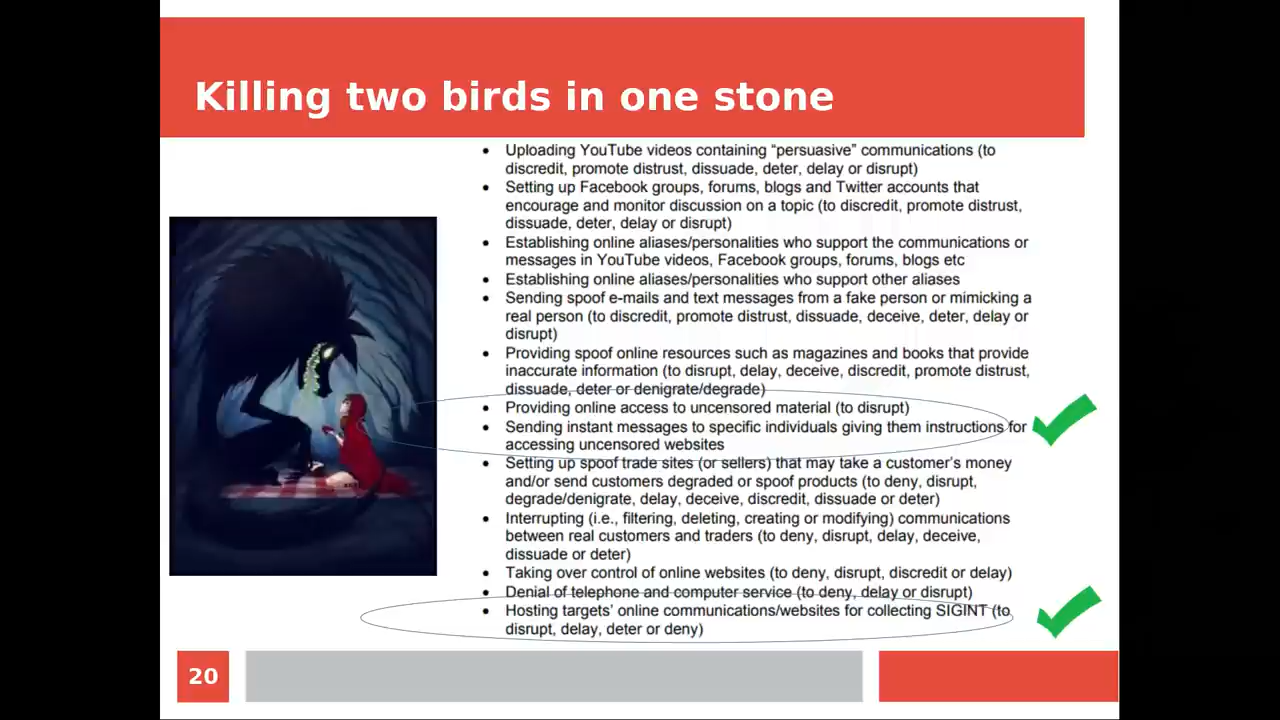 Killing two birds in one stone
• Uploading YouTube videos containing “persuasive” communications (to
discredit, promote distrust, dissuade, deter, delay or disrupt)
• Setting up Facebook groups, forums, blogs and Twitter accounts that
encourage and monitor discussion on a topic (to discredit, promote distrust,
dissuade, deter, delay or disrupt)
• Establishing online aliases/personalities who support the communications or
messages in YouTube videos, Facebook groups, forums, blogs etc
• Establishing online aliases/personalities who support other aliases
• Sending spoof e-mails and text messages from a fake person or mimicking a
real person (to discredit, promote distrust, dissuade, deceive, deter, delay or
disrupt)
• Providing spoof online resources such as magazines and books that provide
inaccurate information (to disrupt, delay, deceive, discredit, promote distrust,
dissuade, deter or denigrate/degrade)
• Providing online access to uncensored material (to disrupt)
• Sending instant messages to specific individuals giving them instructions for
accessing uncensored websites
• Setting up spoof trade sites (or sellers) that may take a customer’s money
and/or send customers degraded or spoof products (to deny, disrupt,
degrade/denigrate, delay, deceive, discredit, dissuade or deter)
• Interrupting (i.e., filtering, deleting, creating or modifying) communications
between real customers and traders (to deny, disrupt, delay, deceive,
dissuade or deter)
• Taking over control of online websites (to deny, disrupt, discredit or delay)
• Denial of telephone and computer service (to deny, delay or disrupt)
• Hosting targets’ online communications/websites for collecting SIGINT (to
disrupt, delay, deter or deny)
20